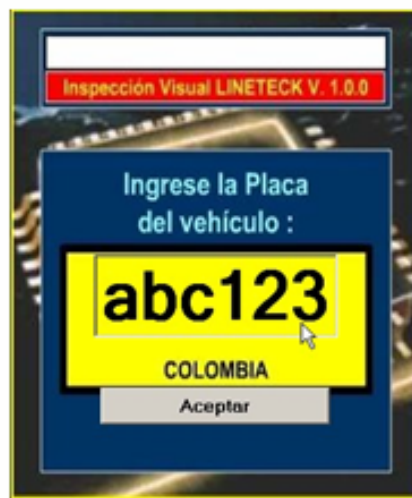 Inspección Visual LINETECK V. 1.0.0
Ingrese la Placa
del vehículo :
abc123
COLOMBIA
Aceptar